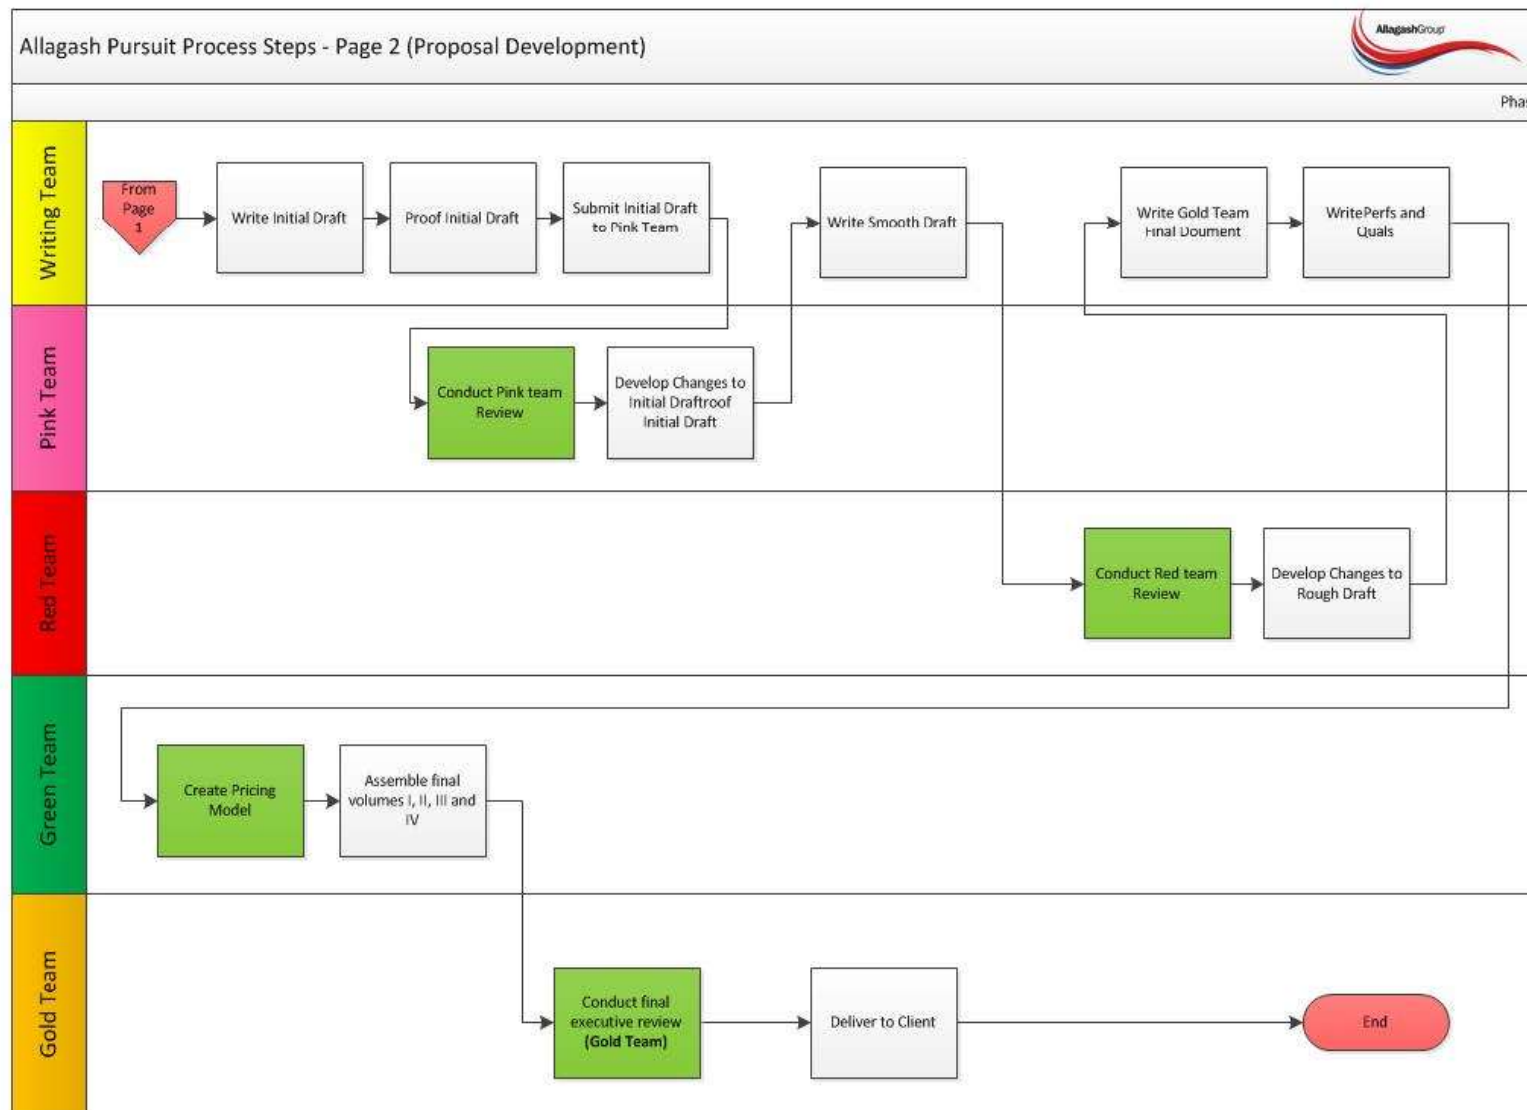 Allagash Pursuit Process Steps - Page 2 (Proposal Development)
AllagashGroup
Phas
Writing Team
From
Page
1
Write Initial Draft
Proof Initial Draft
Submit Initial Draft
to Pink Team
Write Smooth Draft
Write Gold Team
Final Doument
WritePerfs and
Quals
Pink Team
Conduct Pink team
Review
Develop Changes to
Initial Draftroof
Initial Draft
Red Team
Conduct Red team
Review
Develop Changes to
Rough Draft
Green Team
Create Pricing
Model
Assemble final
volumes I, II, III and
IV
Gold Team
Conduct final
executive review
(Gold Team)
Deliver to Client
End